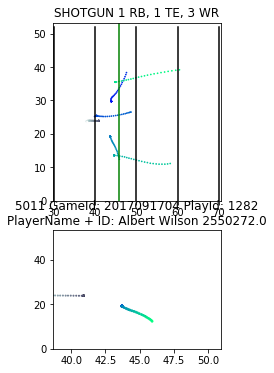 SHOTGUN 1 RB, 1 TE, 3 WR
50
40
30
20
10
0
30 40 50 60 70
5011 GameId: 2017091704 PlayId: 1282
PlayerName + ID: Albert Wilson 2550272.0
40
20
0
40.0 42.5 45.0 47.5 50.0